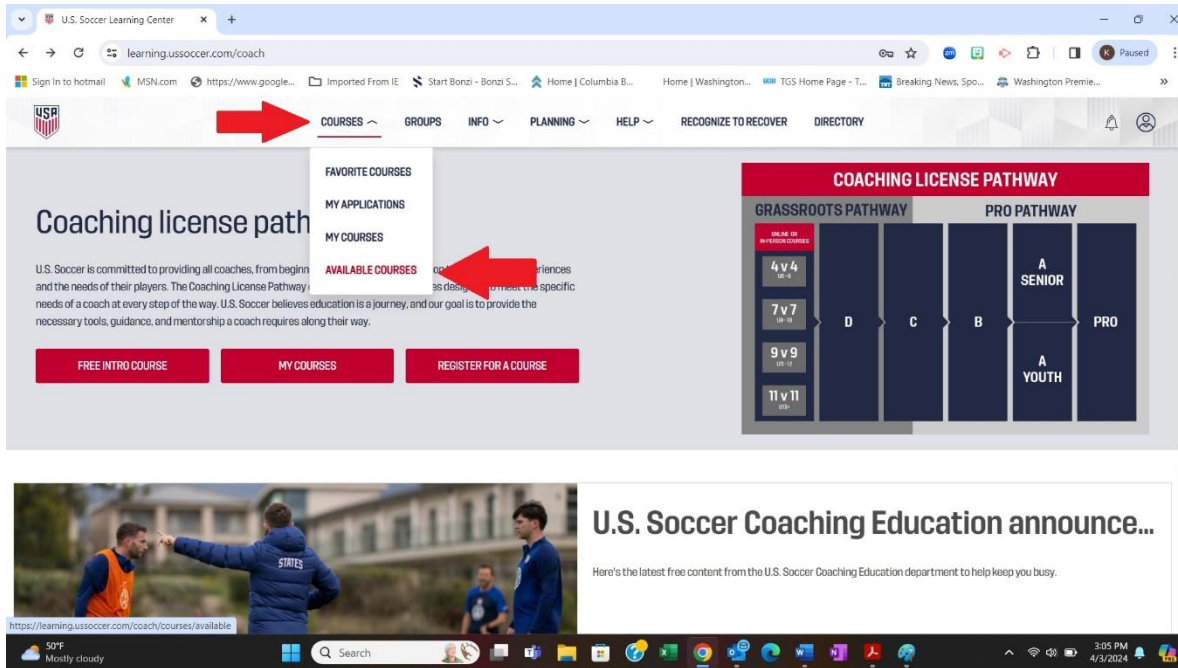 U.S. Soccer Learning Center
learning.ussoccer.com/coach
zm
K
Paused
Sign In to hotmail
MSN.com
https://www.google...
Imported From IE
Start Bonzi - Bonzi S...
Home | Columbia B...
Home | Washington...
TGS Home Page - T...
Breaking News, Spo...
Washington Premie...
USA
COURSES
GROUPS
INFO
PLANNING
HELP
RECOGNIZE TO RECOVER
DIRECTORY
FAVORITE COURSES
MY APPLICATIONS
MY COURSES
AVAILABLE COURSES
Coaching license path
U.S. Soccer is committed to providing all coaches, from beginn
eriences
and the needs of their players. The Coaching License Pathway
es designed to meet the specific
needs of a coach at every step of the way. U.S. Soccer believes education is a journey, and our goal is to provide the
necessary tools, guidance, and mentorship a coach requires along their way.
FREE INTRO COURSE
MY COURSES
REGISTER FOR A COURSE
COACHING LICENSE PATHWAY
GRASSROOTS PATHWAY
PRO PATHWAY
ONLINE OR
IN-PERSON COURSES
4 v 4
7 v 7
9 v 9
11 v 11
D
C
B
A
SENIOR
A
YOUTH
PRO
STATES
U.S. Soccer Coaching Education announce...
Here's the latest free content from the U.S. Soccer Coaching Education department to help keep you busy.
https://learning.ussoccer.com/coach/courses/available
50°F
Mostly cloudy
Search
3:05 PM
4/3/2024